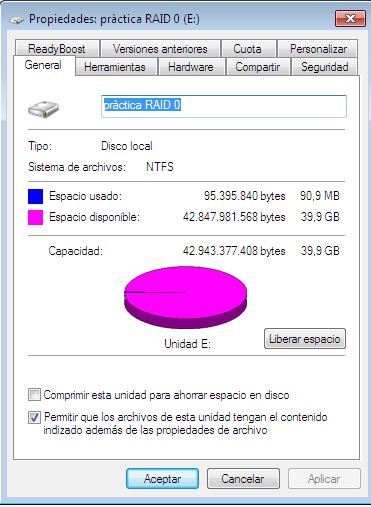 Propiedades: pràctica RAID 0 (E:)
ReadyBoost Versiones anteriores Cuota Personalizar
General Herramientas Hardware Compartir Seguridad
pràctica RAID 0
Tipo: Disco local
Sistema de archivos: NTFS
Espacio usado: 95.395.840 bytes 90,9 MB
Espacio disponible: 42.847.981.568 bytes 39,9 GB
Capacidad: 42.943.377.408 bytes 39,9 GB
Unidad E:
Liberar espacio
Comprimir esta unidad para ahorrar espacio en disco
Permitir que los archivos de esta unidad tengan el contenido
indizado además de las propiedades de archivo
Aceptar Cancelar Aplicar